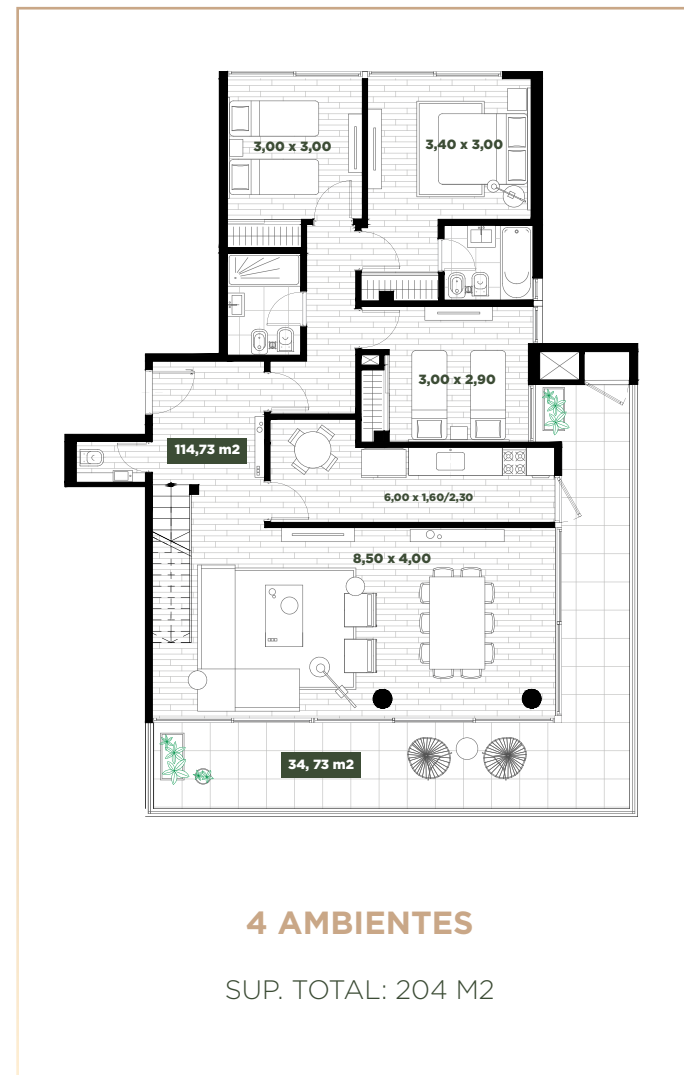 3,00 x 3,00
3,40 x 3,00
3,00 x 2,90
114,73 m2
6,00 x 1,60/2,30
8,50 x 4,00
34, 73 m2
4 AMBIENTES
SUP. TOTAL: 204 M2